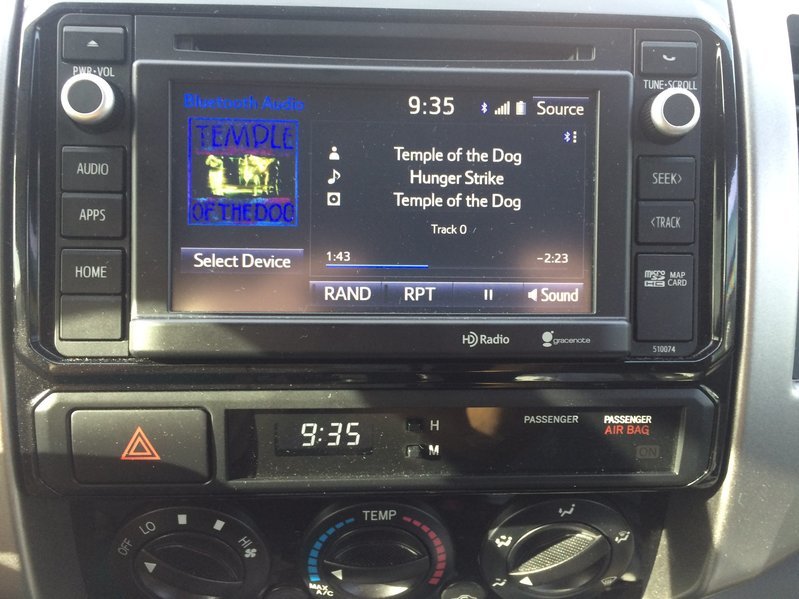 PWR•VOL
AUDIO
APPS
HOME
Bluetooth Audio
9:35
Source
TEMPLE
OF THE DOG
Temple of the Dog
Hunger Strike
Temple of the Dog
Track 0
1:43
-2:23
Select Device
RAND
RPT
Sound
HD Radio
gracenote
TUNE•SCROLL
SEEK>
<TRACK
micro SD HC
MAP CARD
510074
9:35
H
M
PASSENGER
PASSENGER
AIR BAG
ON
OFF
LO
HI
TEMP
MAX
A/C